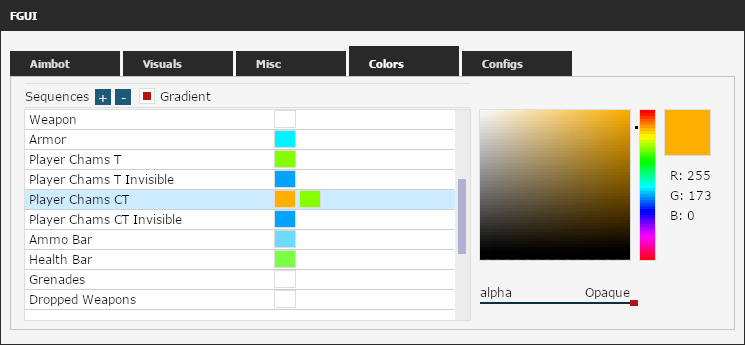 FGUI
Aimbot Visuals Misc Colors Configs
Sequences + - Gradient
Weapon
Armor
Player Chams T
Player Chams T Invisible
Player Chams CT
Player Chams CT Invisible
Ammo Bar
Health Bar
Grenades
Dropped Weapons
R: 255
G: 173
B: 0
alpha Opaque